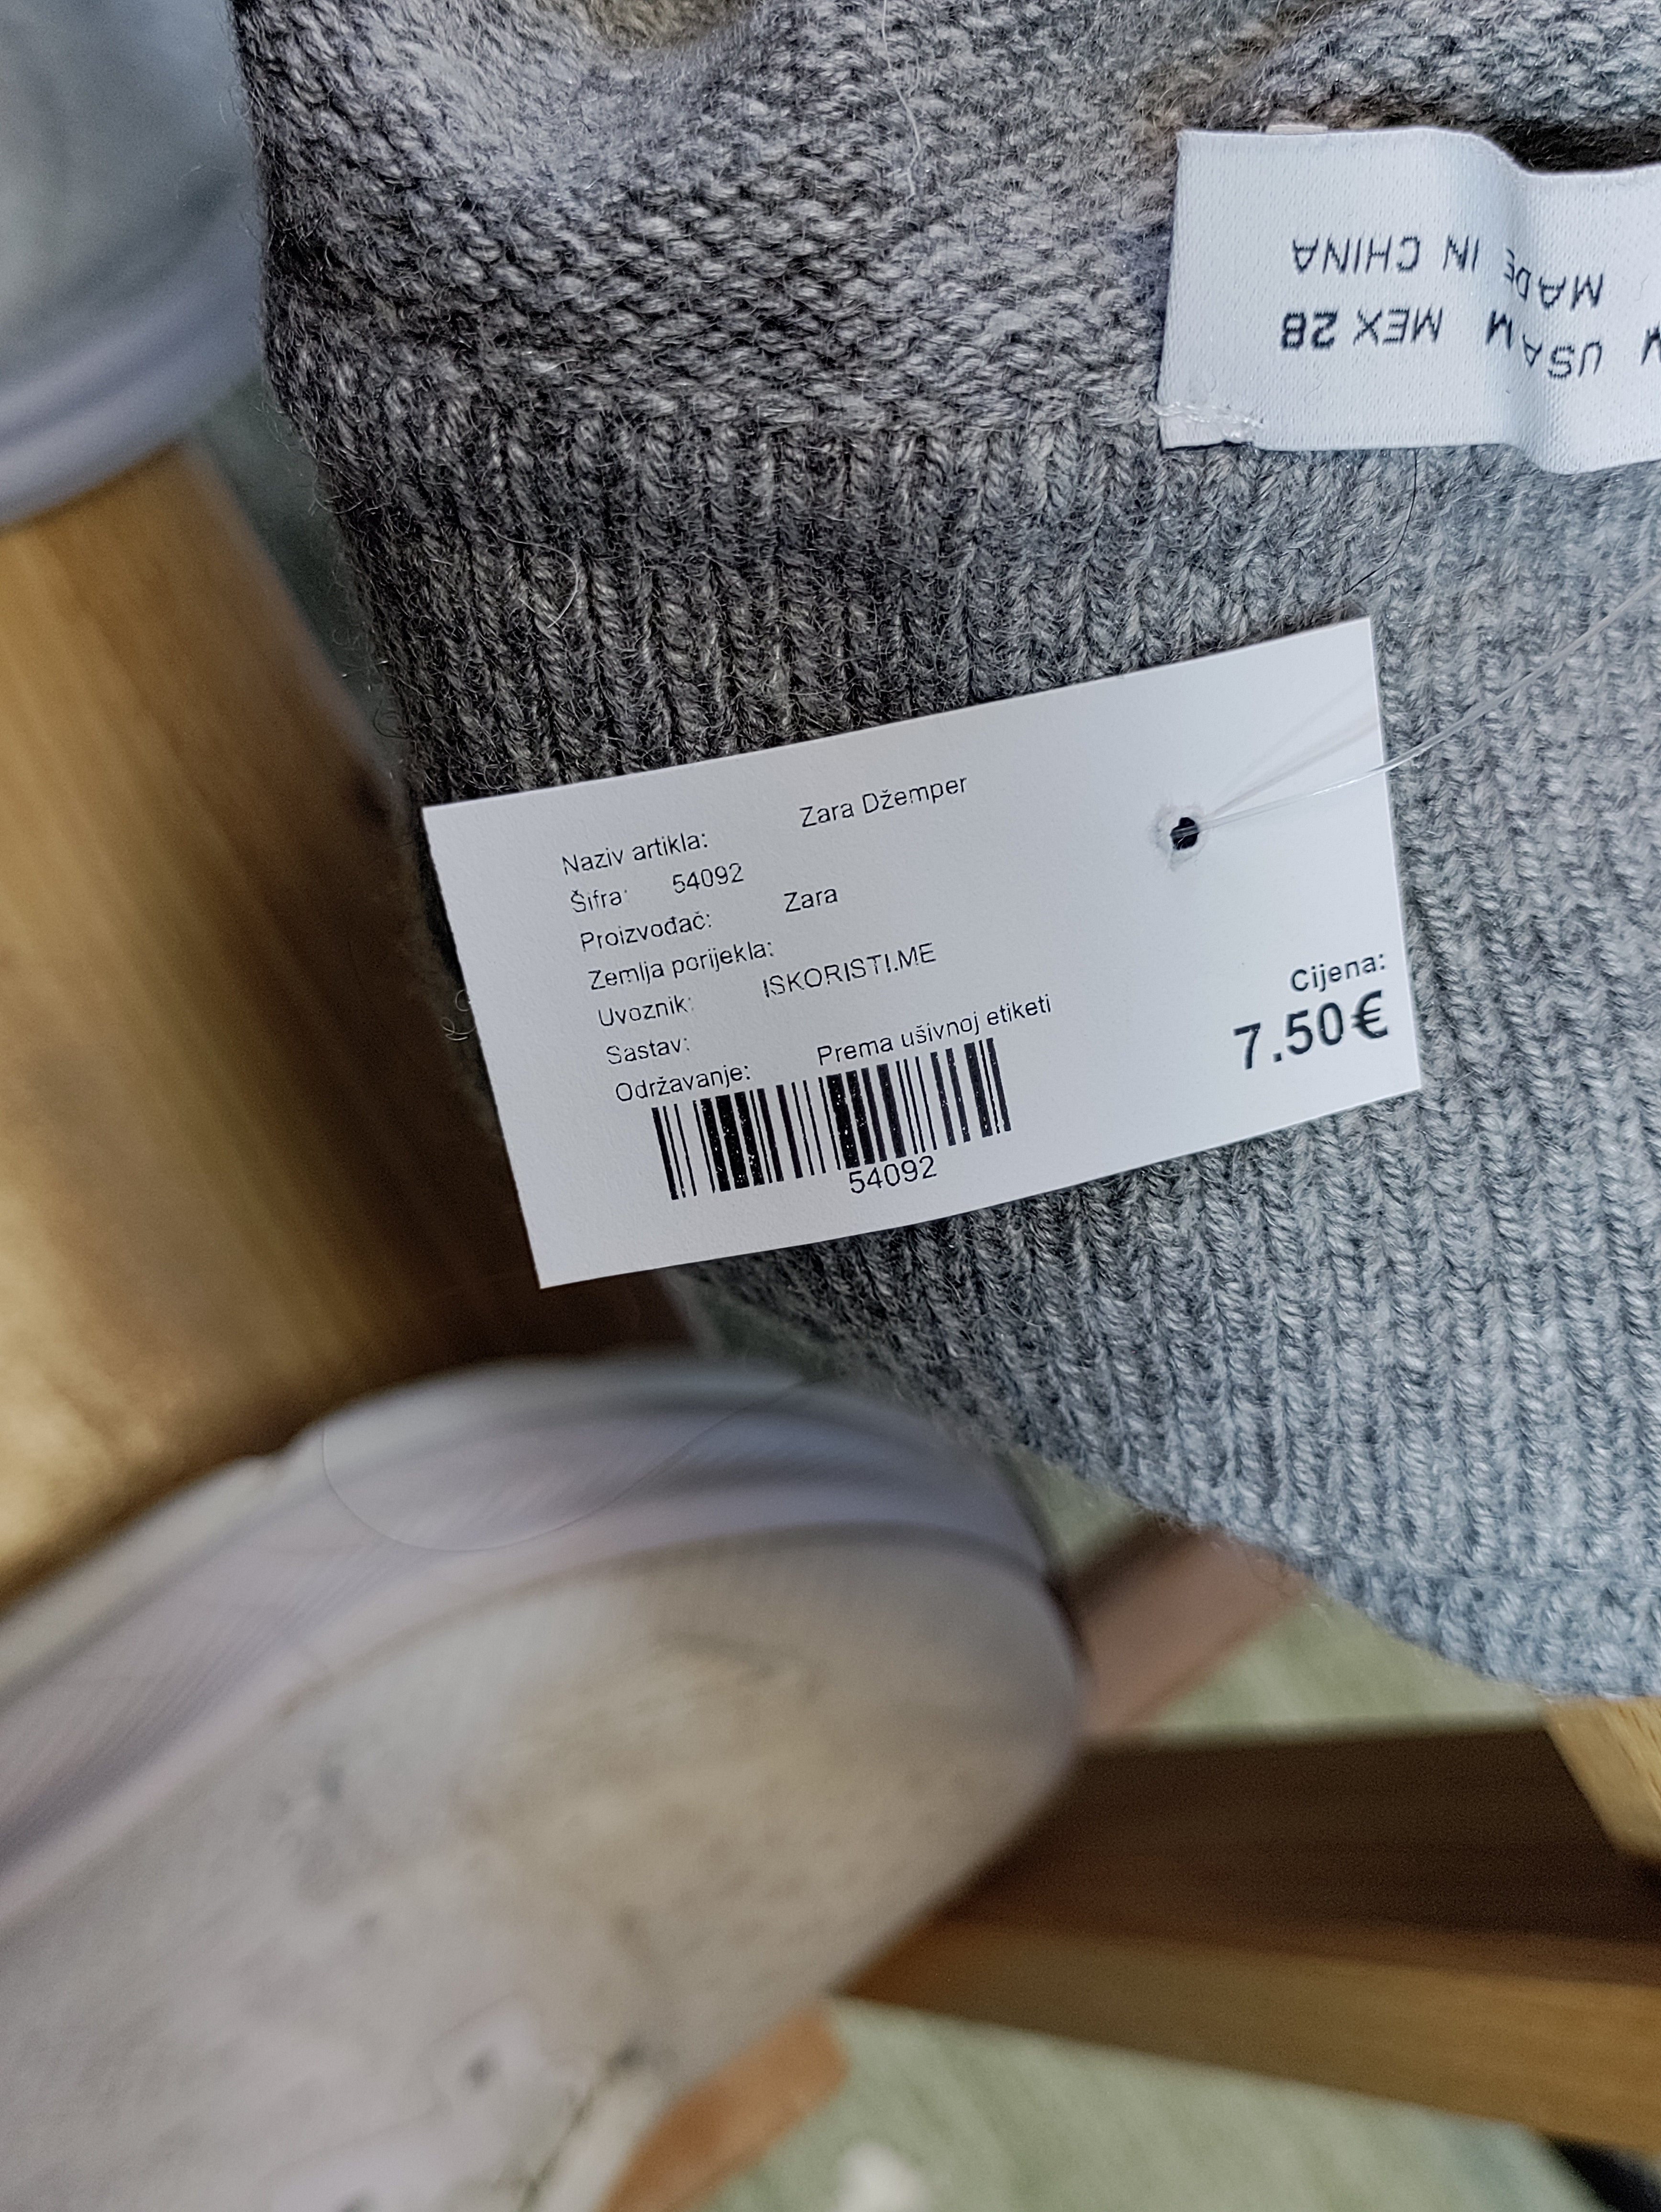 MADE IN CHINA
USA M MEX 28
Naziv artikla: Zara Džemper
Šifra: 54092
Proizvođač: Zara
Zemlja porijekla:
Uvoznik: ISKORISTI.ME
Sastav:
Održavanje: Prema ušivnoj etiketi
54092
Cijena:
7.50€